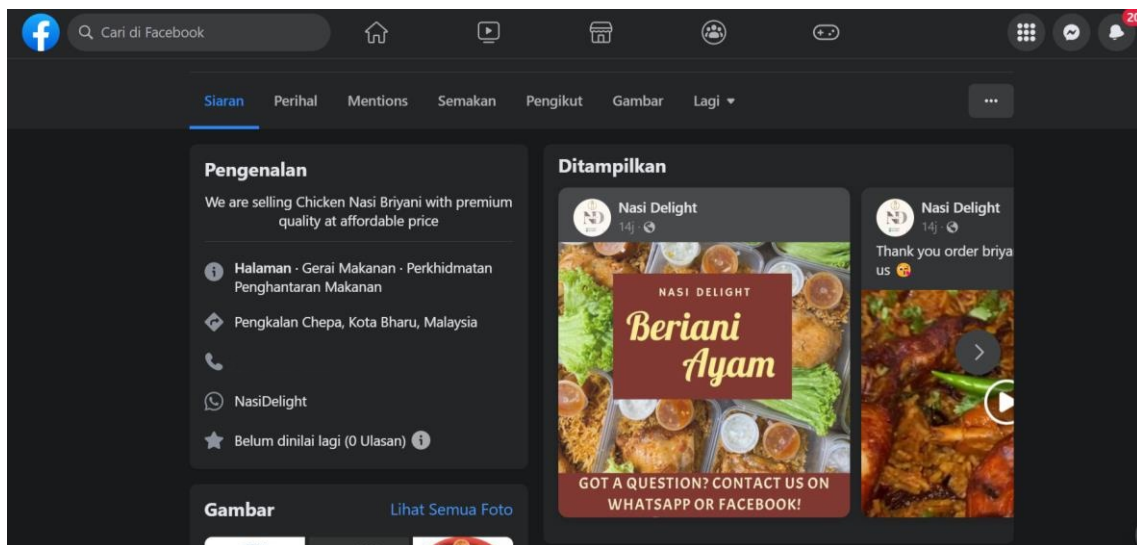 Cari di Facebook
20
Siaran Perihal Mentions Semakan Pengikut Gambar Lagi
Pengenalan
We are selling Chicken Nasi Briyani with premium
quality at affordable price
Halaman · Gerai Makanan · Perkhidmatan
Penghantaran Makanan
Pengkalan Chepa, Kota Bharu, Malaysia
NasiDelight
Belum dinilai lagi (0 Ulasan)
Gambar
Lihat Semua Foto
Ditampilkan
Nasi Delight
14j ·
NASI DELIGHT
Beriani
Ayam
GOT A QUESTION? CONTACT US ON
WHATSAPP OR FACEBOOK!
Nasi Delight
14j ·
Thank you order briya
us